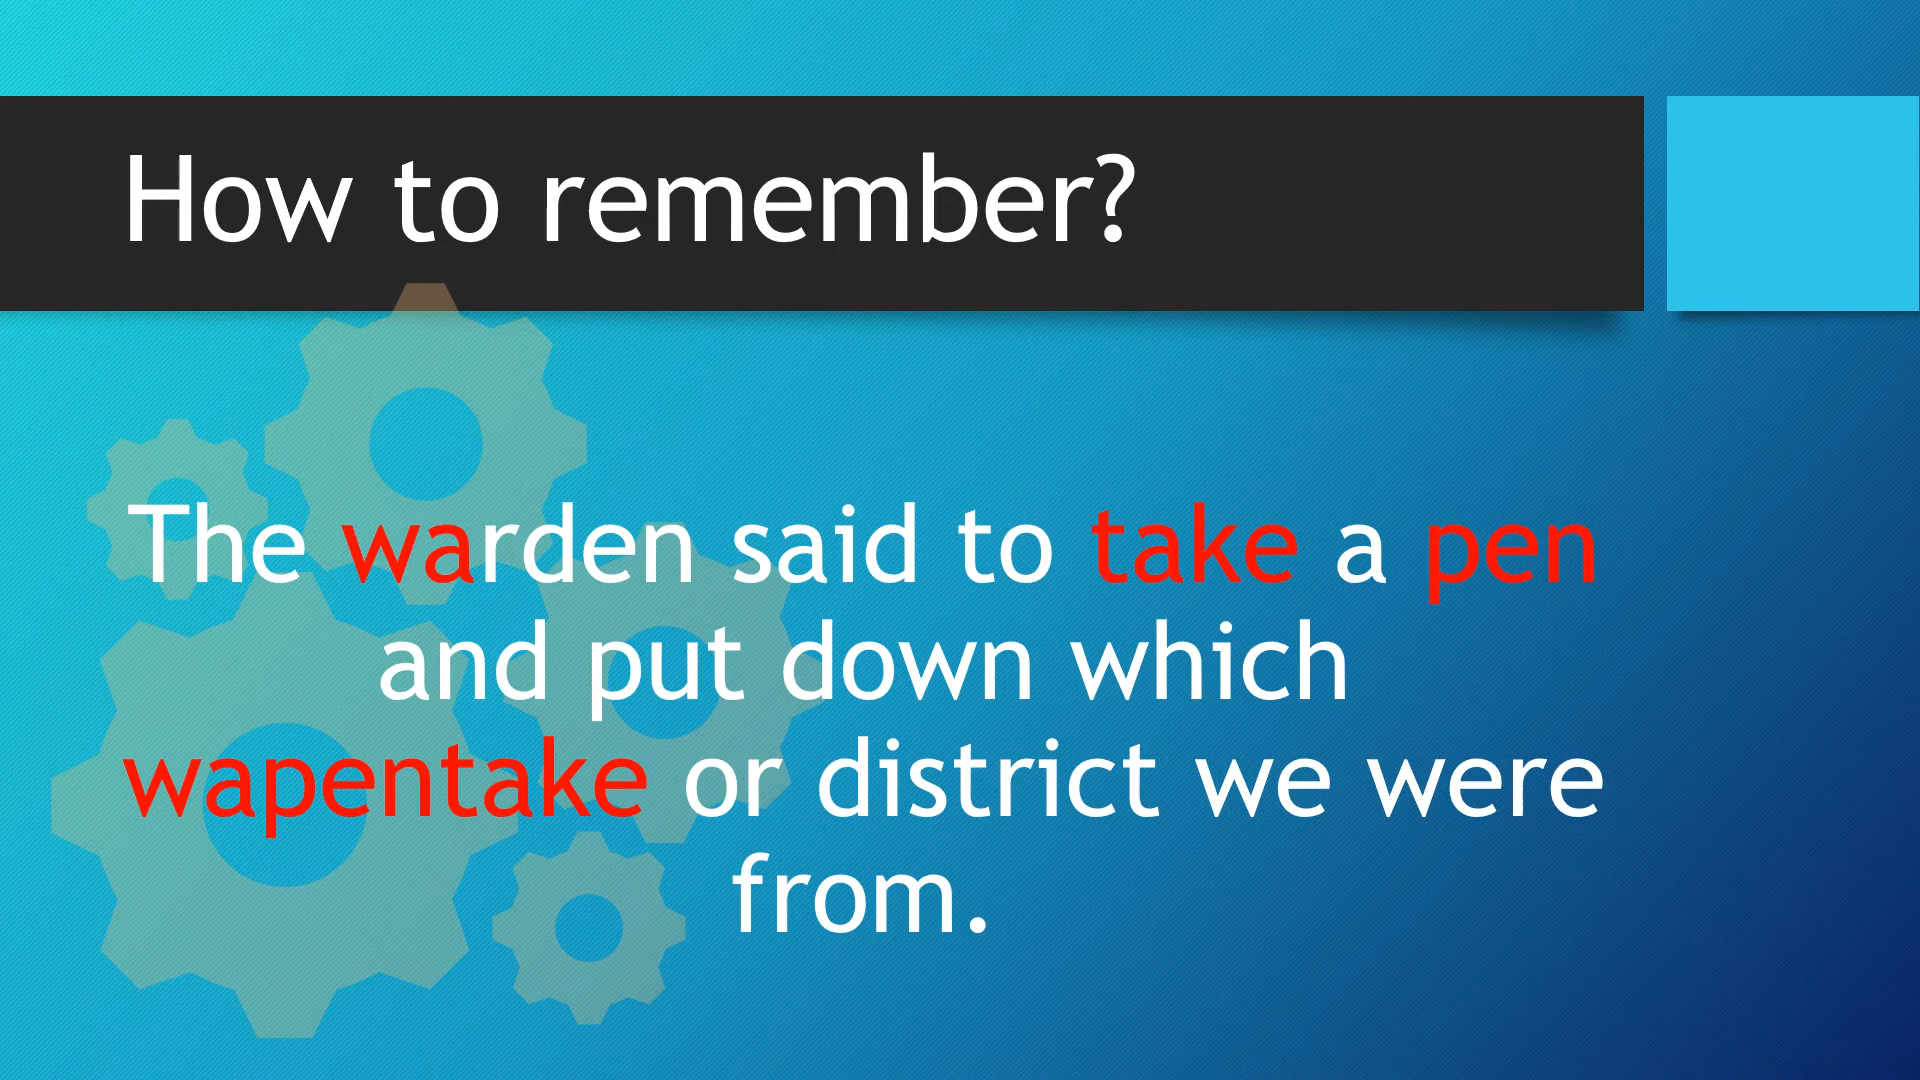 How to remember?
The warden said to take a pen
and put down which
wapentake or district we were
from.